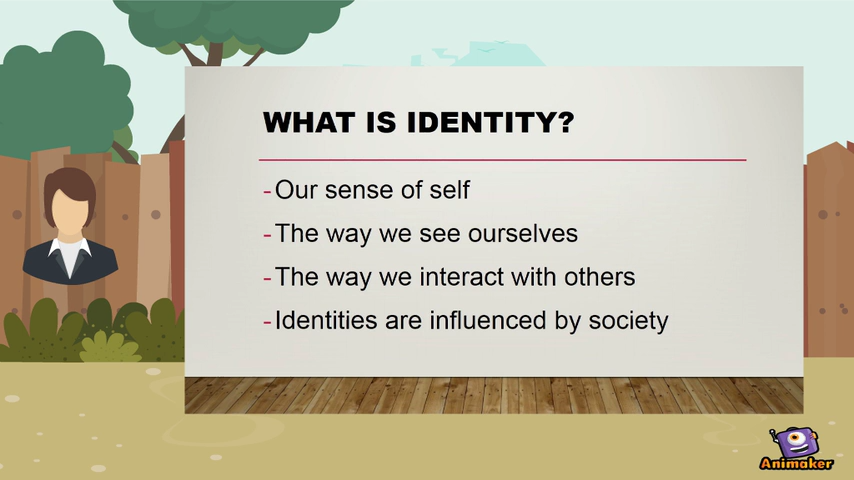 WHAT IS IDENTITY?
-Our sense of self
-The way we see ourselves
-The way we interact with others
-Identities are influenced by society
Animaker